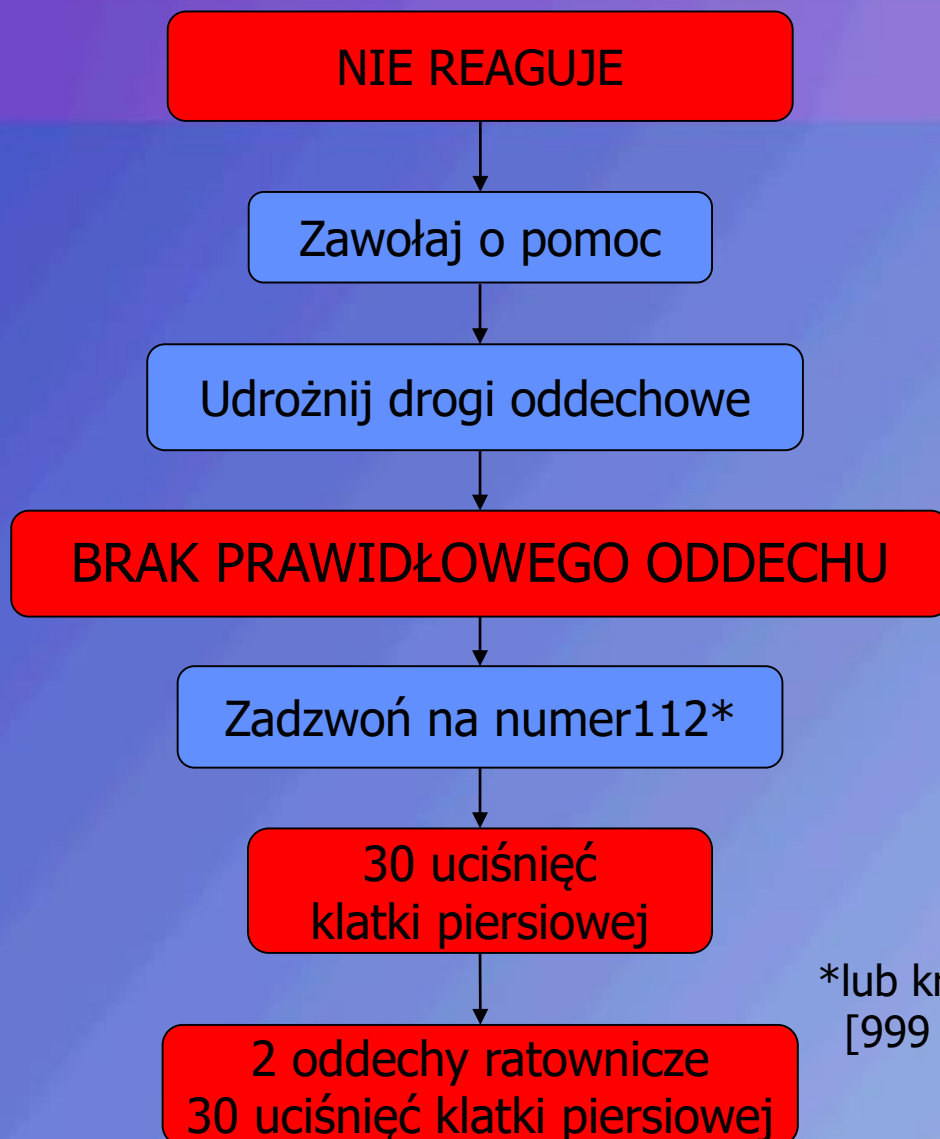 NIE REAGUJE
Zawołaj o pomoc
Udrożnij drogi oddechowe
BRAK PRAWIDŁOWEGO ODDECHU
Zadzwoń na numer112*
30 uciśnięć
klatki piersiowej
*lub
[999
2 oddechy ratownicze
30 uciśnięć klatki piersiowej